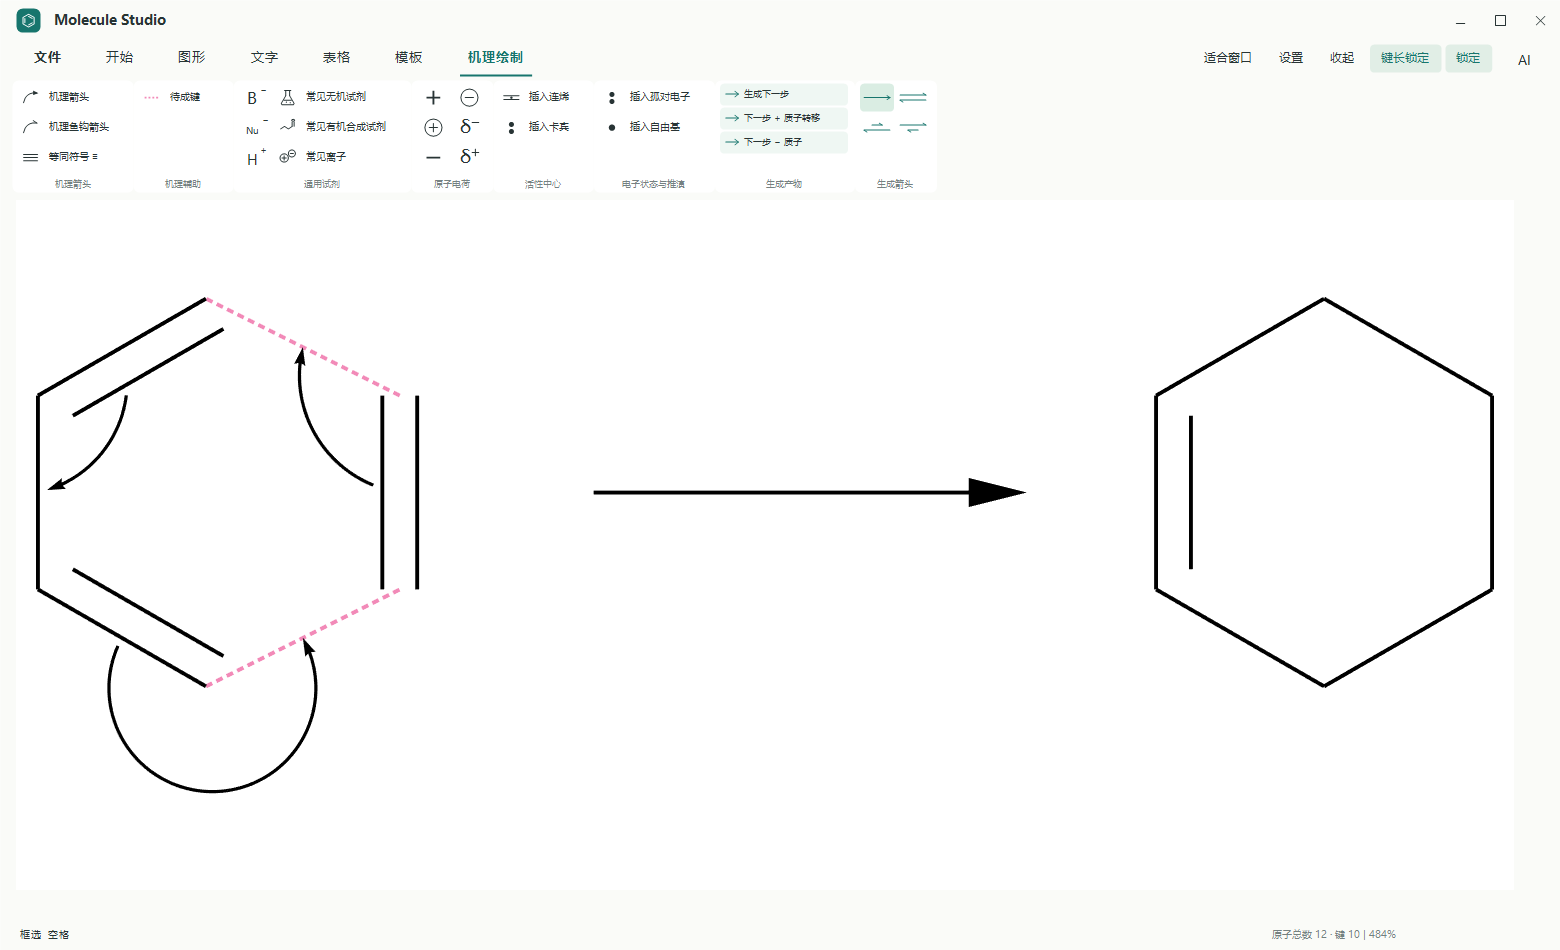 Molecule Studio
文件 开始 图形 文字 表格 模板 机理绘制 适合窗口 设置 收起 键长锁定 锁定 AI
机理箭头 待成键 B⁻ 常见无机试剂 + ⊖ 插入连烯 插入孤对电子 生成下一步
机理鱼钩箭头 Nu⁻ 常见有机合成试剂 ⊕ δ⁻ 插入卡宾 插入自由基 下一步 + 质子转移
等同符号 ≡ H⁺ 常见离子 − δ⁺ 下一步 − 质子
机理箭头 机理辅助 通用试剂 原子电荷 活性中心 电子状态与推演 生成产物 生成箭头
框选 空格 原子总数 12 · 键 10 | 484%